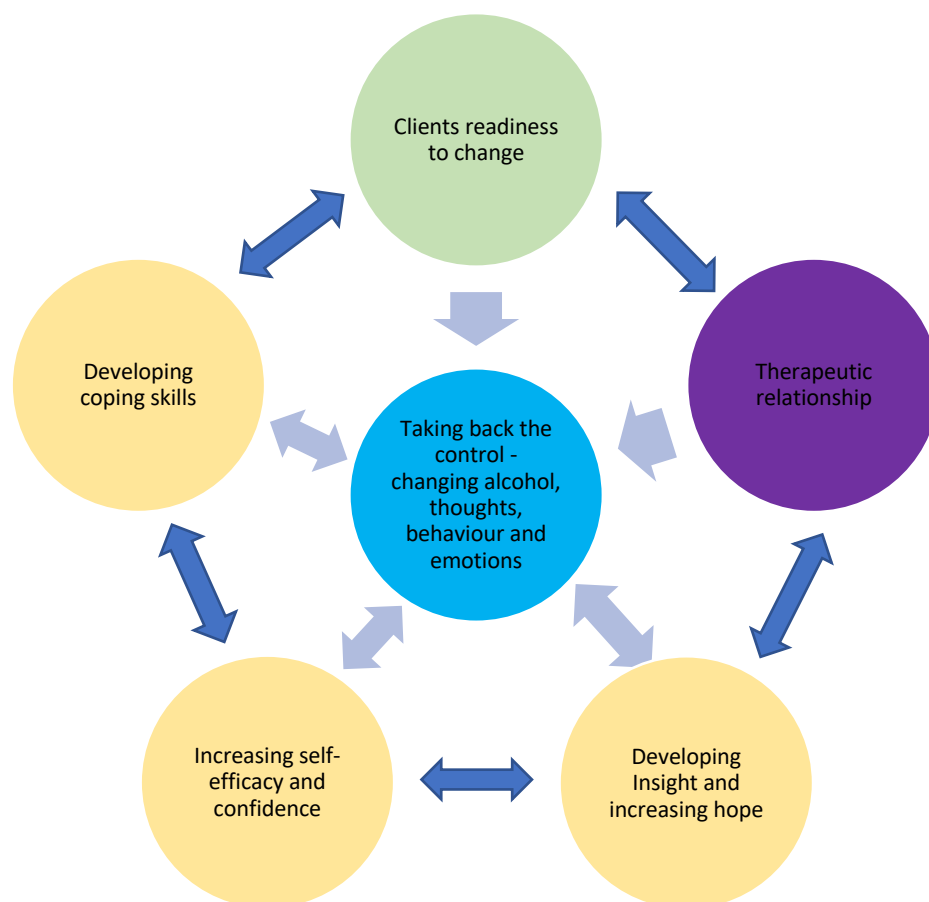 Clients readiness
to change
Developing
coping skills
Therapeutic
relationship
Taking back the
control -
changing alcohol,
thoughts,
behaviour and
emotions
Increasing self-
efficacy and
confidence
Developing
Insight and
increasing hope